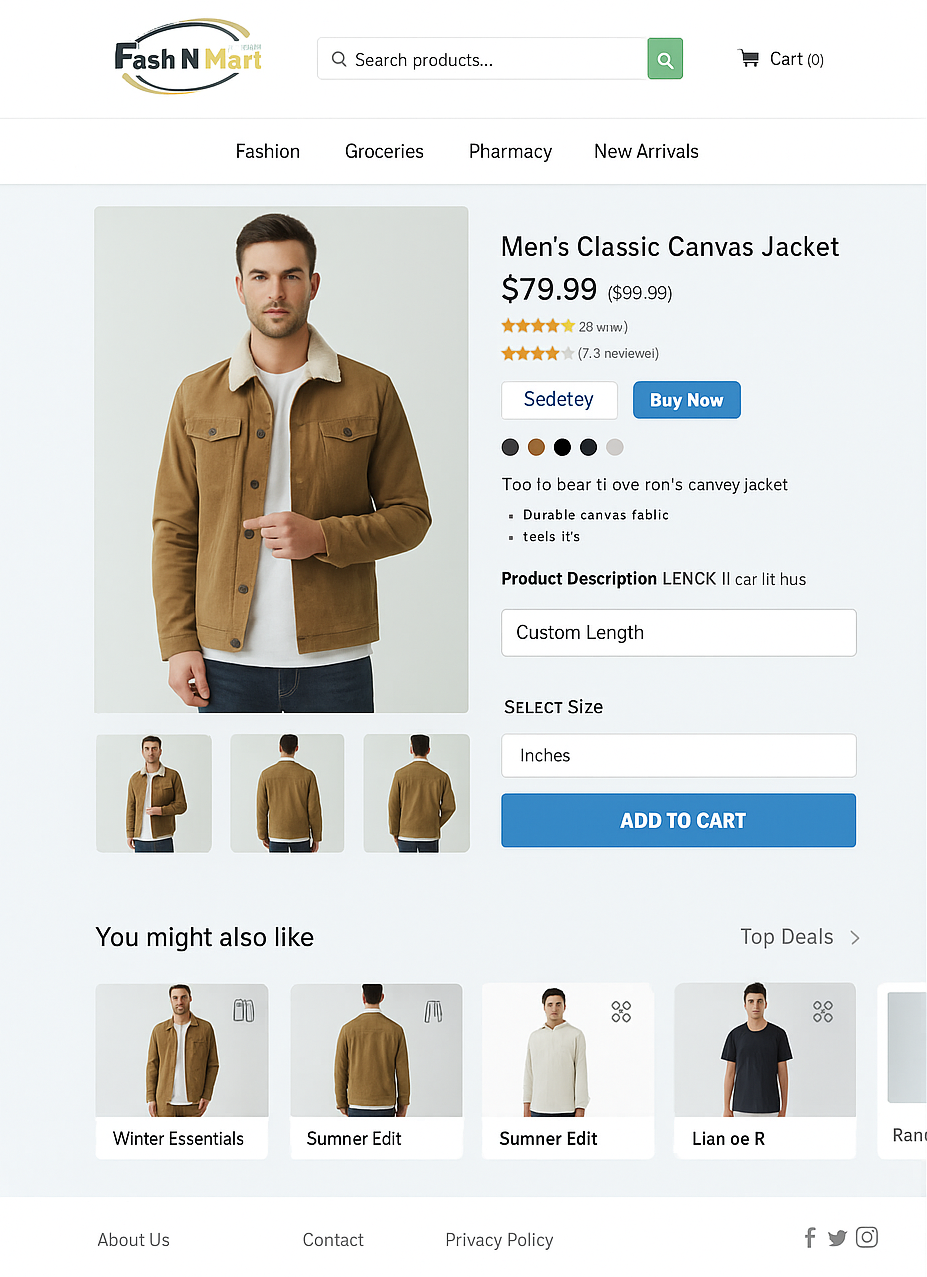 Fash N Mart
Search products...
Cart (0)
Fashion
Groceries
Pharmacy
New Arrivals
Men's Classic Canvas Jacket
$79.99 ($99.99)
28
(7.3 neviewei)
Sedetey
Buy Now
Too to bear ti ove ron's canvey jacket
Durable canvas fablic
teels it's
Product Description LENCK II car lit hus
Custom Length
SELECT Size
Inches
ADD TO CART
You might also like
Top Deals
Winter Essentials
Sumner Edit
Sumner Edit
Lian oe R
About Us
Contact
Privacy Policy